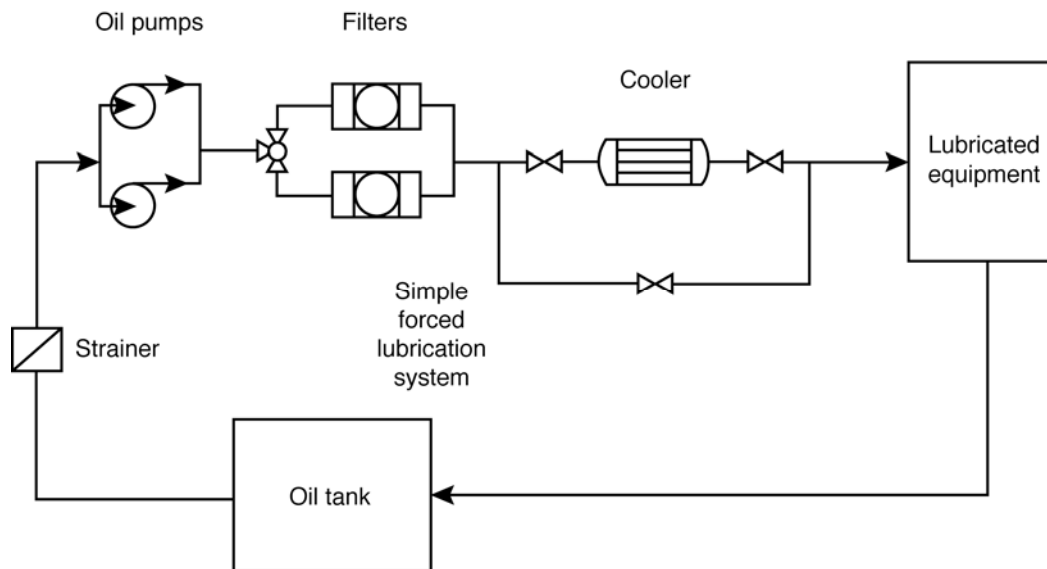 Oil pumps
Filters
Cooler
Lubricated
equipment
Simple
forced
lubrication
system
Strainer
Oil tank